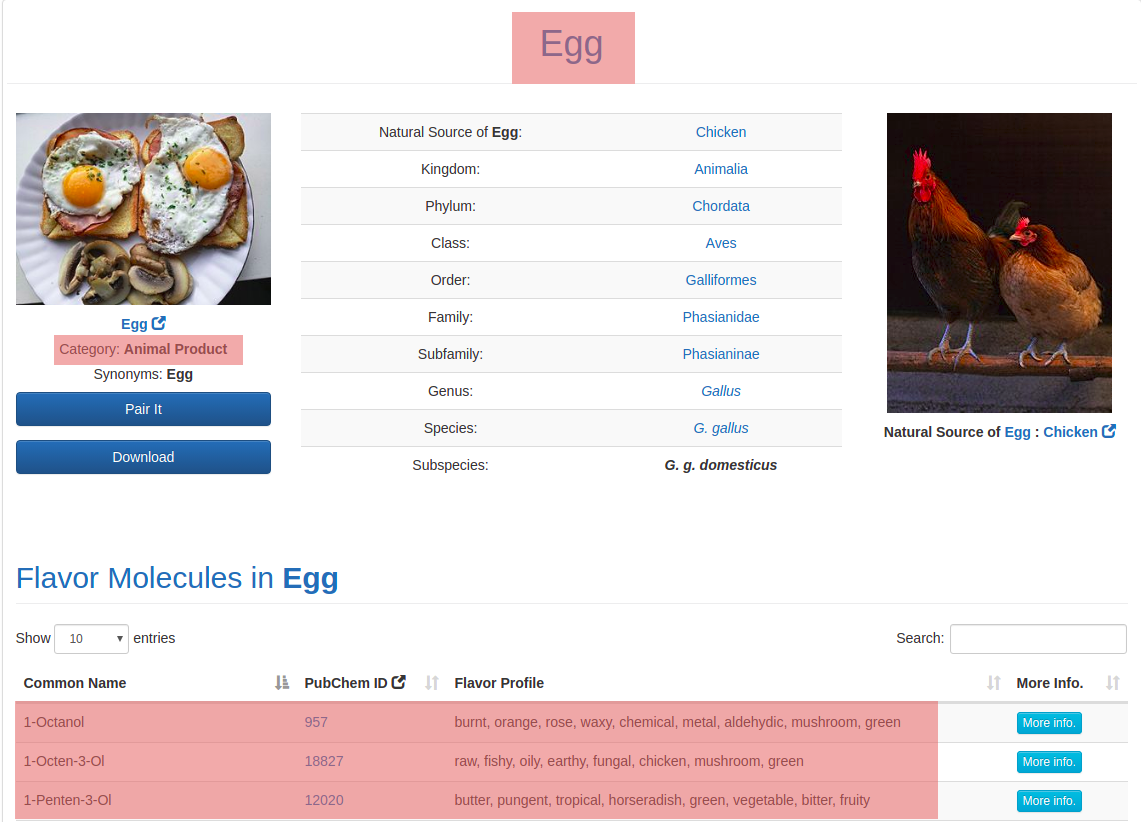 Egg
Egg
Category: Animal Product
Synonyms: Egg
Pair It
Download
Natural Source of Egg: Chicken
Kingdom: Animalia
Phylum: Chordata
Class: Aves
Order: Galliformes
Family: Phasianidae
Subfamily: Phasianinae
Genus: Gallus
Species: G. gallus
Subspecies: G. g. domesticus
Natural Source of Egg : Chicken
Flavor Molecules in Egg
Show 10 entries Search:
Common Name PubChem ID Flavor Profile More Info.
1-Octanol 957 burnt, orange, rose, waxy, chemical, metal, aldehydic, mushroom, green More info.
1-Octen-3-Ol 18827 raw, fishy, oily, earthy, fungal, chicken, mushroom, green More info.
1-Penten-3-Ol 12020 butter, pungent, tropical, horseradish, green, vegetable, bitter, fruity More info.